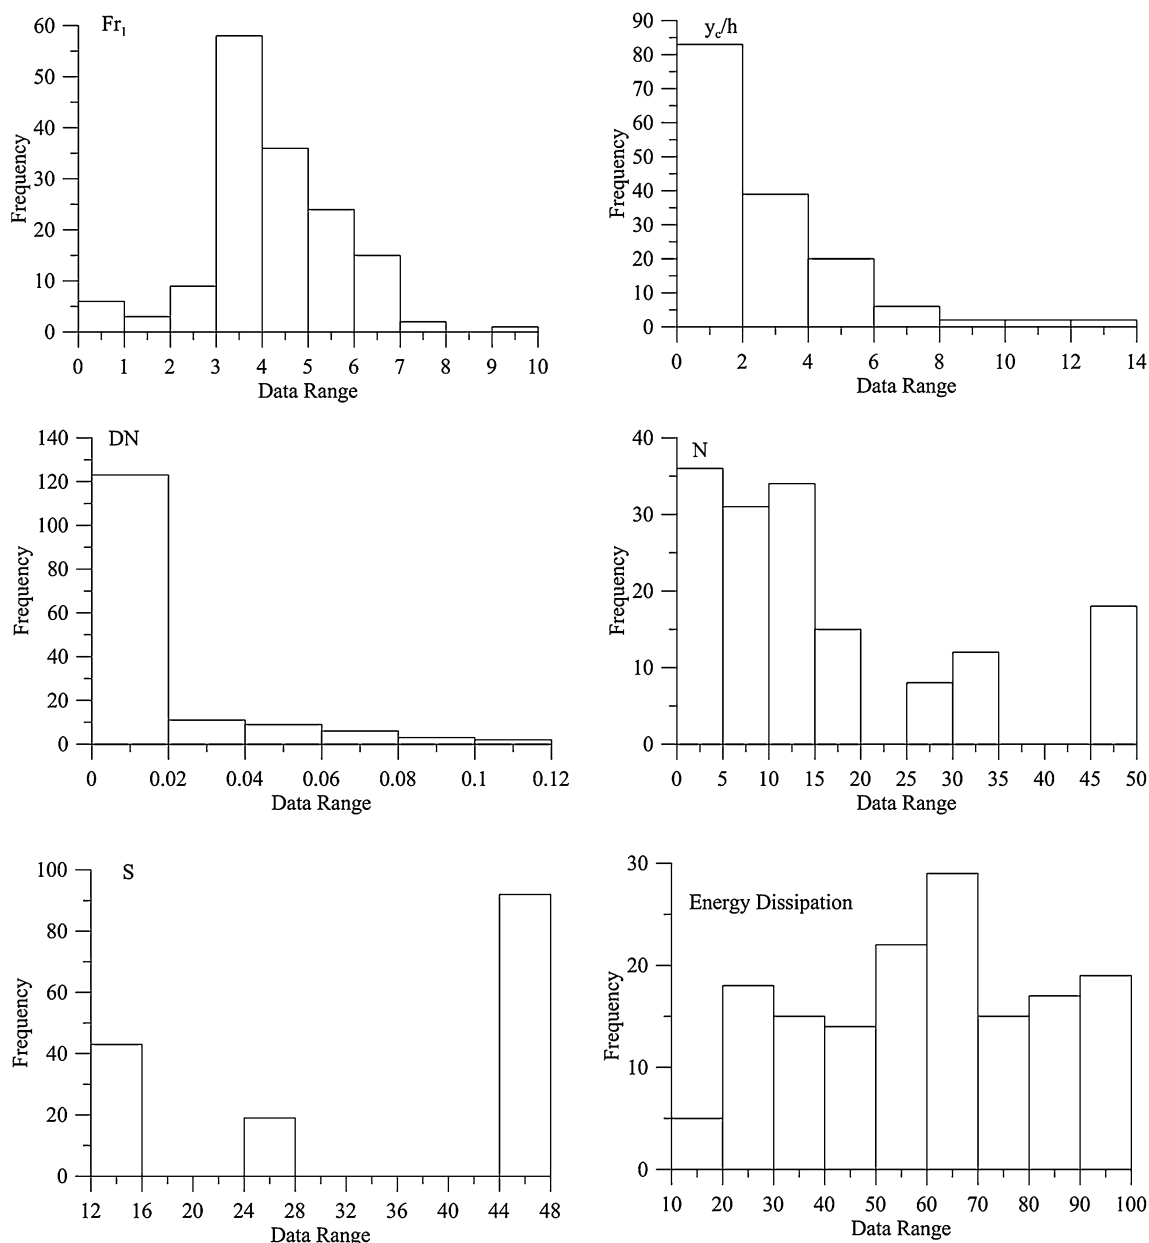 Fr1
60
50
40
30
20
10
0
Frequency
0 1 2 3 4 5 6 7 8 9 10
Data Range
yc/h
90
80
70
60
50
40
30
20
10
0
Frequency
0 2 4 6 8 10 12 14
Data Range
DN
140
120
100
80
60
40
20
0
Frequency
0 0.02 0.04 0.06 0.08 0.1 0.12
Data Range
N
40
30
20
10
0
Frequency
0 5 10 15 20 25 30 35 40 45 50
Data Range
S
100
80
60
40
20
0
Frequency
12 16 20 24 28 32 36 40 44 48
Data Range
Energy Dissipation
30
20
10
0
Frequency
10 20 30 40 50 60 70 80 90 100
Data Range